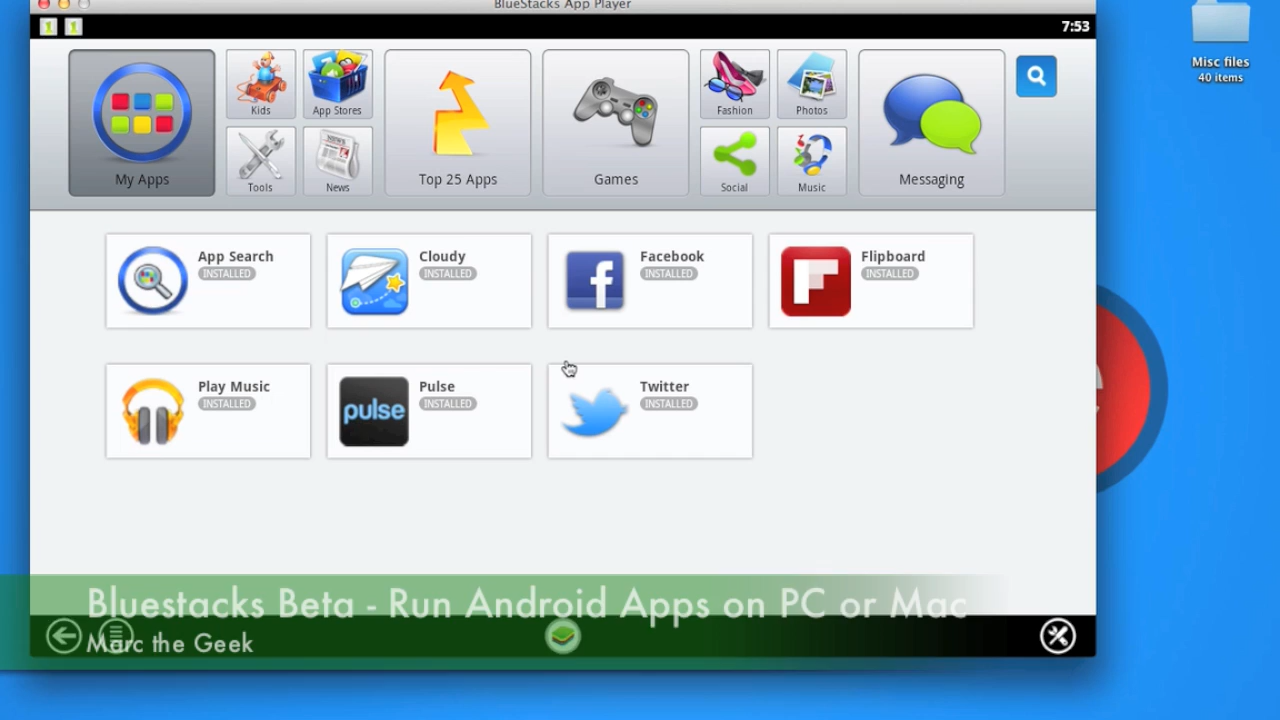 BlueStacks App Player
1 1 7:53
Misc files
40 items
My Apps
Kids
App Stores
Tools
News
Top 25 Apps
Games
Fashion
Photos
Social
Music
Messaging
App Search
INSTALLED
Cloudy
INSTALLED
Facebook
INSTALLED
Flipboard
INSTALLED
Play Music
INSTALLED
Pulse
INSTALLED
pulse
Twitter
INSTALLED
Bluestacks Beta - Run Android Apps on PC or Mac
Marc the Geek